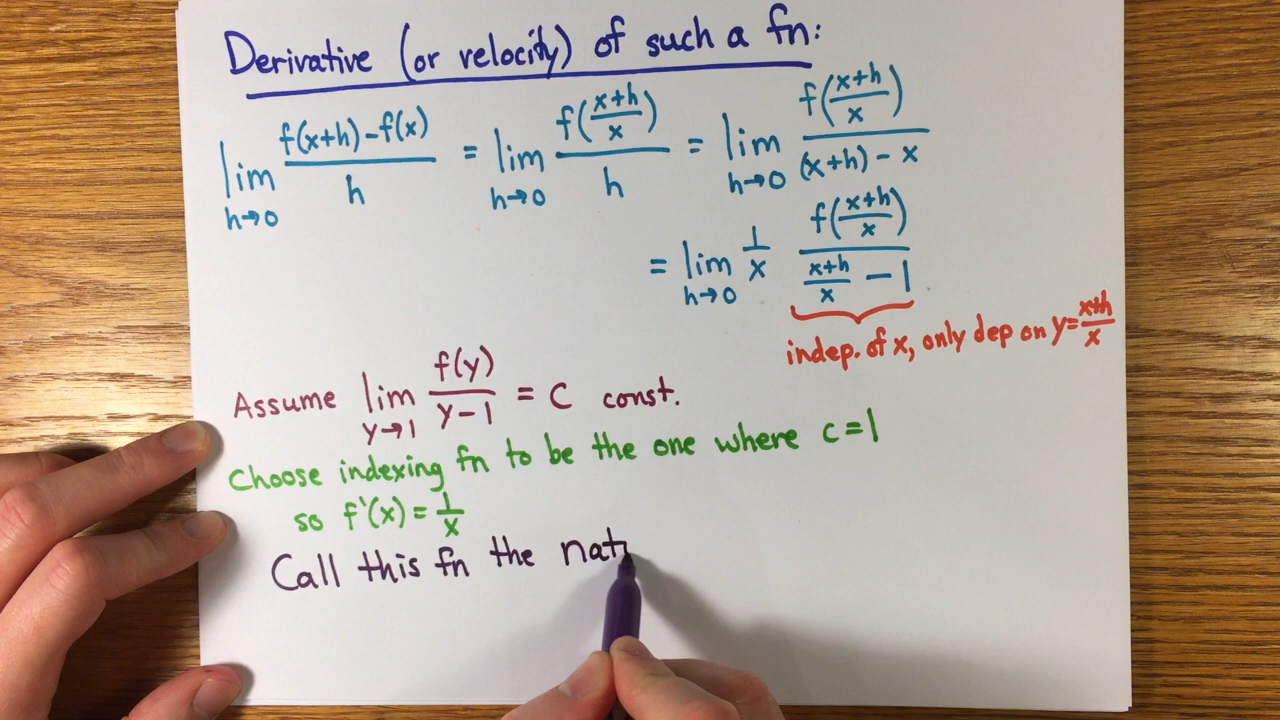 Derivative (or velocity) of such a fn:
lim h→0 f(x+h)-f(x) / h = lim h→0 f(x+h / x) / h = lim h→0 f(x+h / x) / (x+h) - x
= lim h→0 1/x f(x+h / x) / x+h / x - 1
indep. of x, only dep on y = x+h / x
Assume lim y→1 f(y) / y-1 = C const.
Choose indexing fn to be the one where c=1
so f'(x) = 1/x
Call this fn the nat